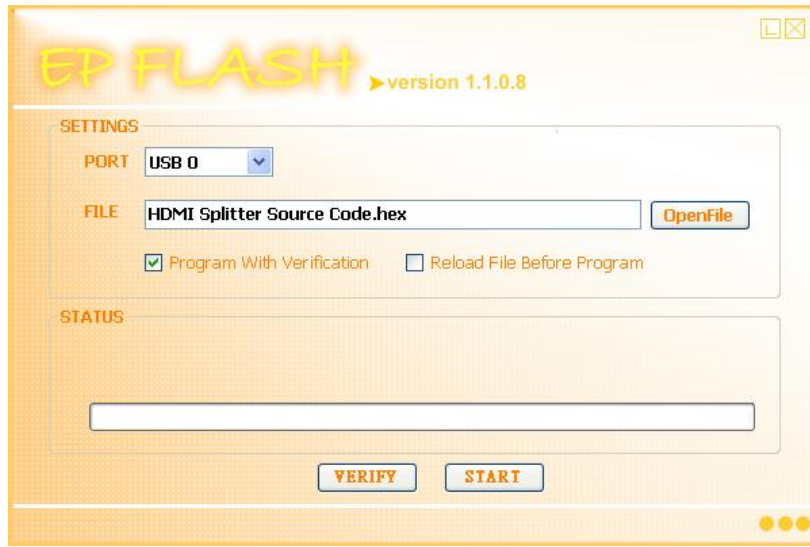 EP FLASH version 1.1.0.8
SETTINGS
PORT USB 0
FILE HDMI Splitter Source Code.hex OpenFile
Program With Verification Reload File Before Program
STATUS
VERIFY START